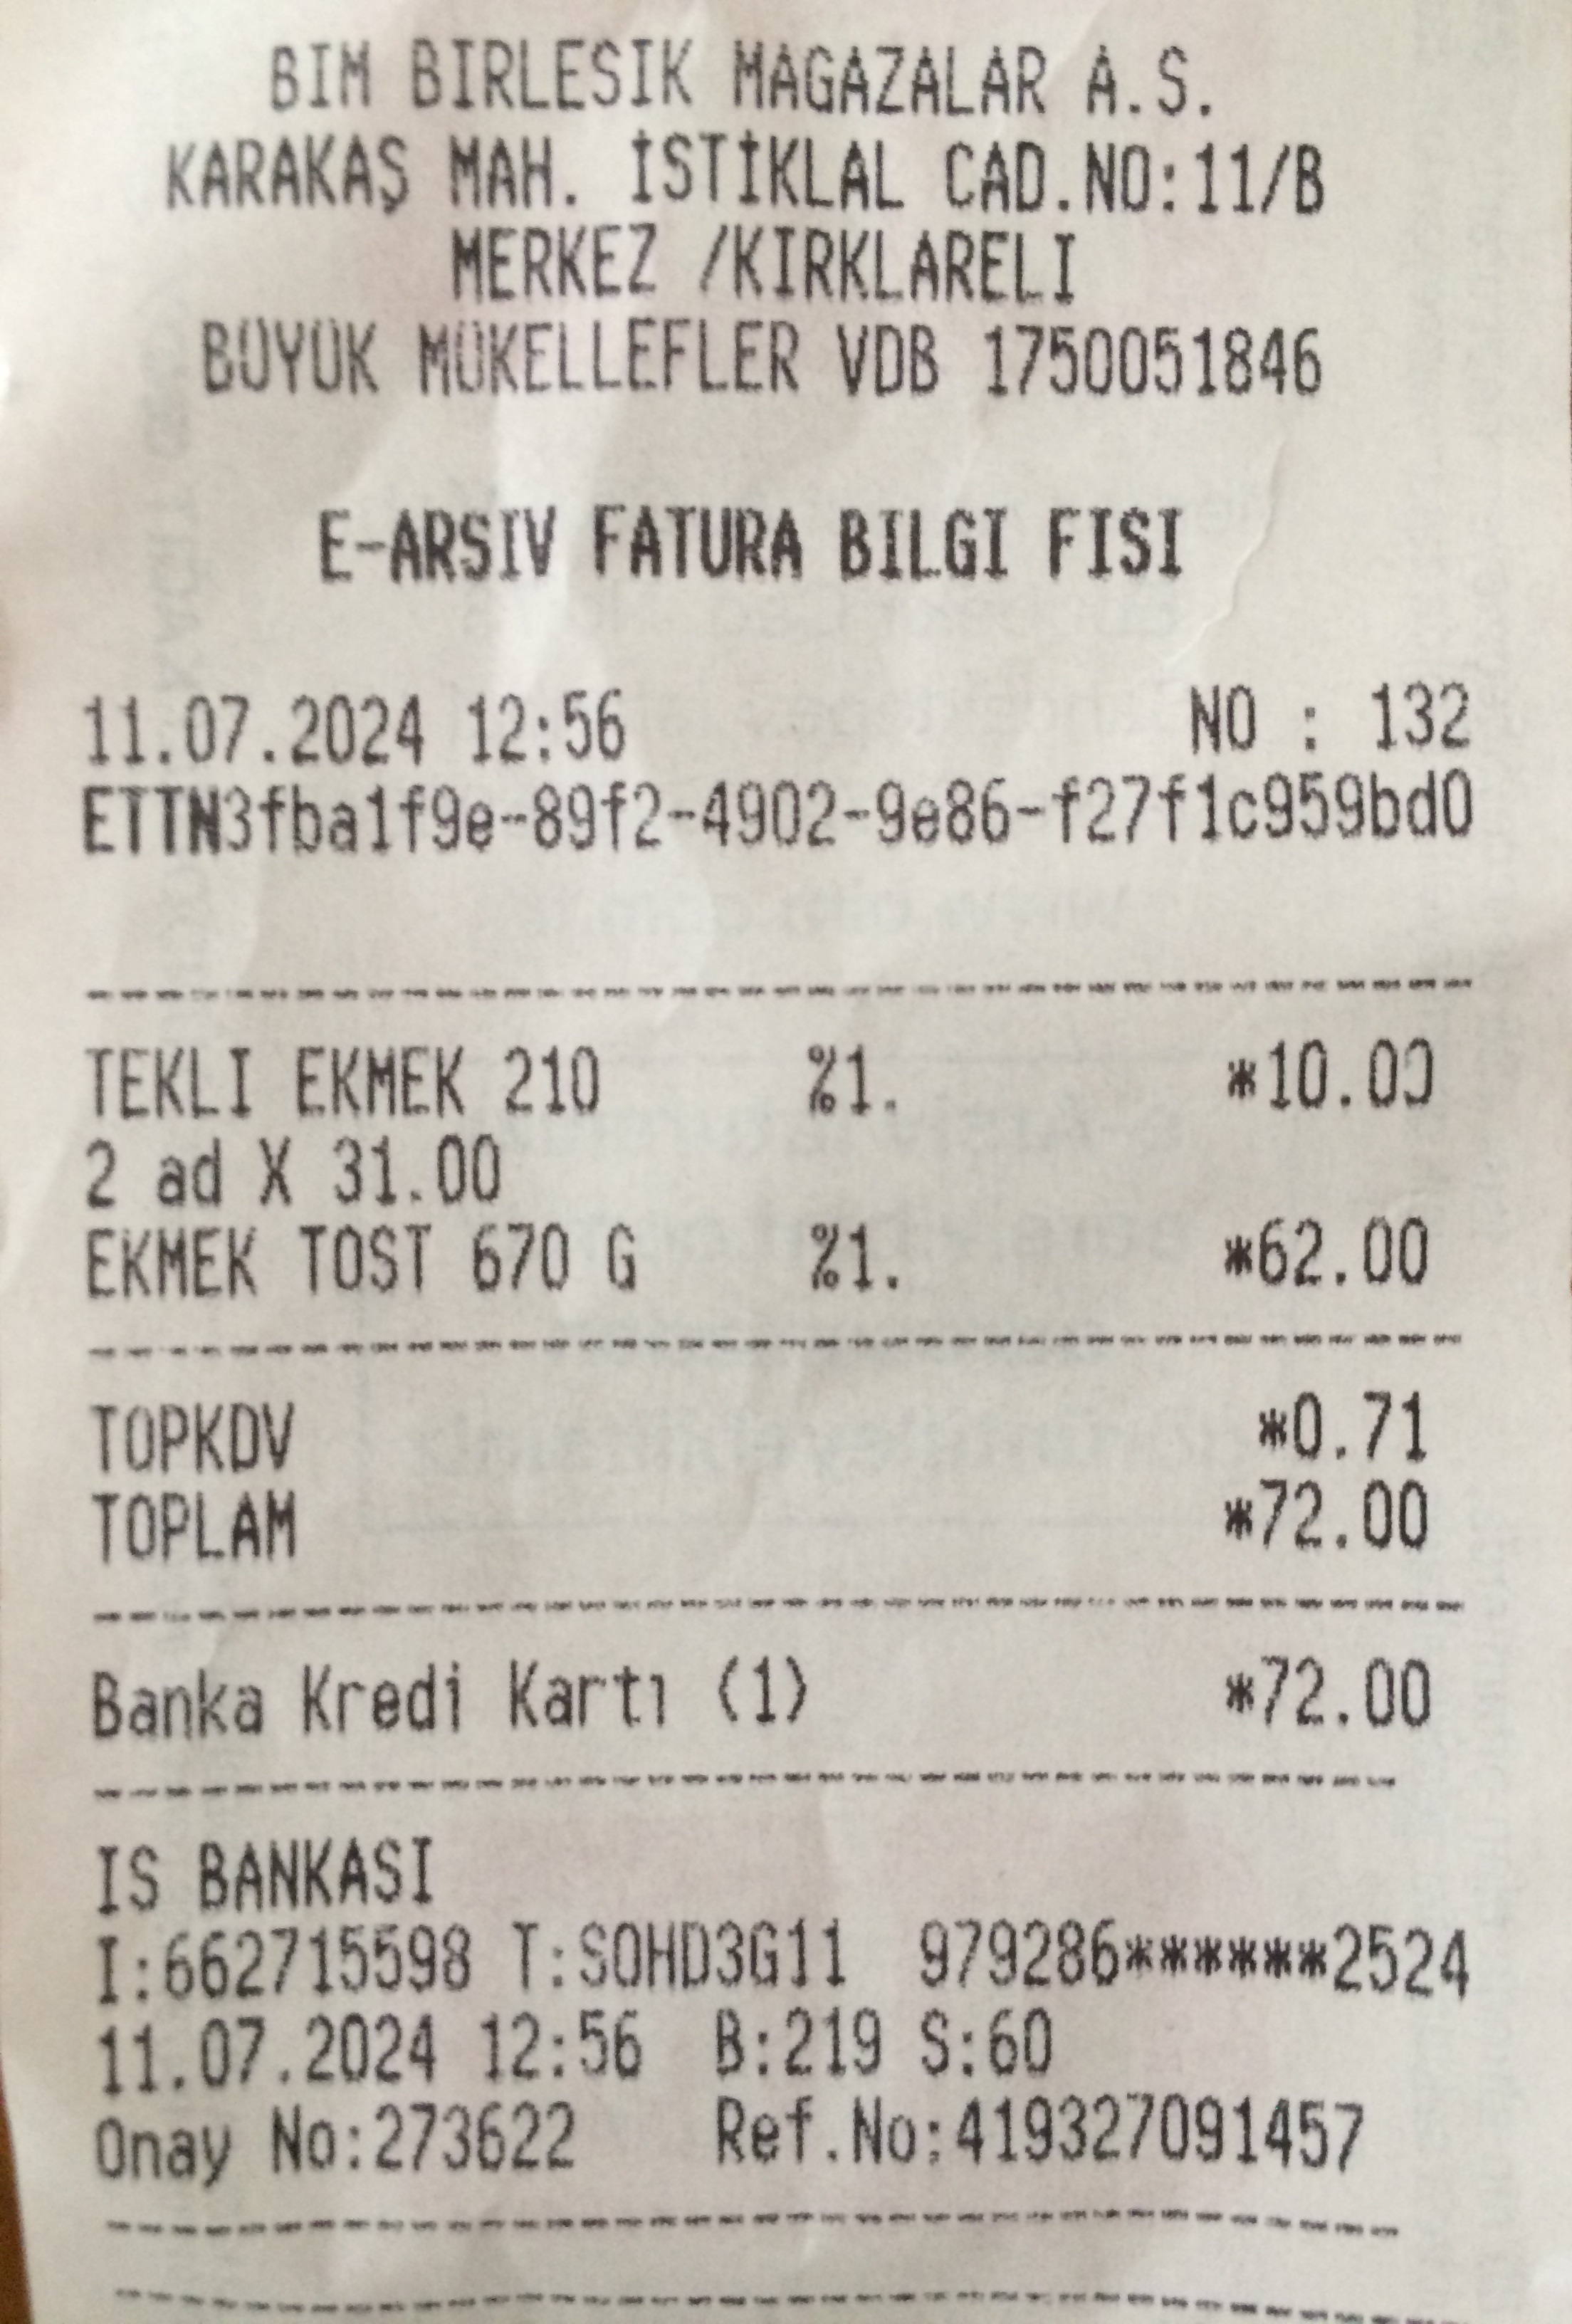 BIM BIRLESIK MAGAZALAR A.S.
KARAKAŞ MAH. İSTİKLAL CAD.NO:11/B
MERKEZ /KIRKLARELI
BÜYÜK MÜKELLEFLER VDB 1750051846
E-ARSIV FATURA BILGI FISI
11.07.2024 12:56 NO : 132
ETTN3fba1f9e-89f2-4902-9e86-f27f1c959bd0
TEKLI EKMEK 210 %1. *10.00
2 ad X 31.00
EKMEK TOST 670 G %1. *62.00
TOPKDV *0.71
TOPLAM *72.00
Banka Kredi Kartı (1) *72.00
IS BANKASI
I:662715598 T:SOHD3G11 979286******2524
11.07.2024 12:56 B:219 S:60
Onay No:273622 Ref.No:419327091457